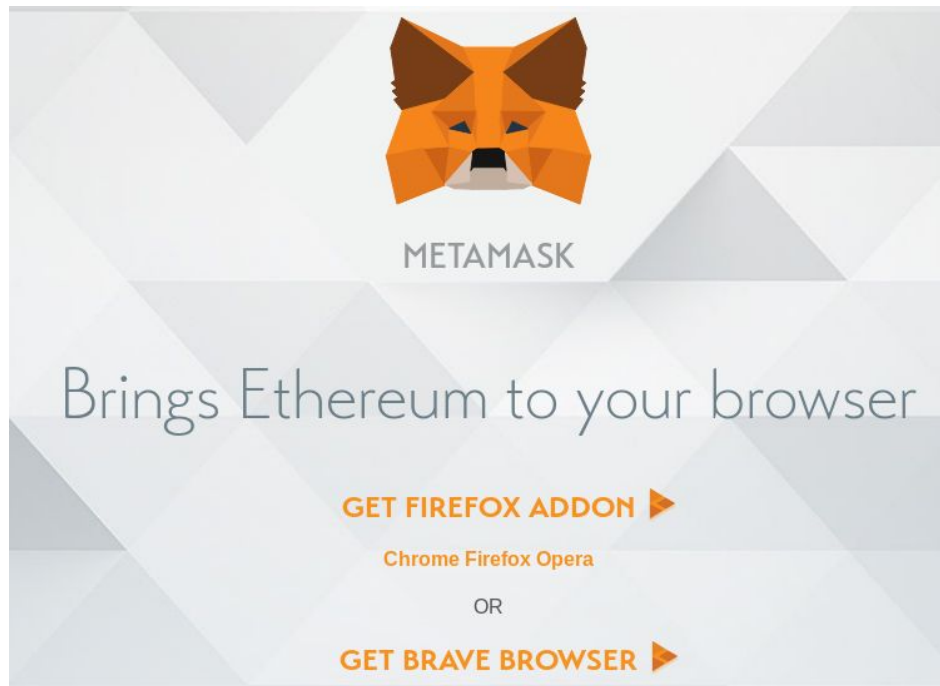 METAMASK
Brings Ethereum to your browser
GET FIREFOX ADDON
Chrome Firefox Opera
OR
GET BRAVE BROWSER